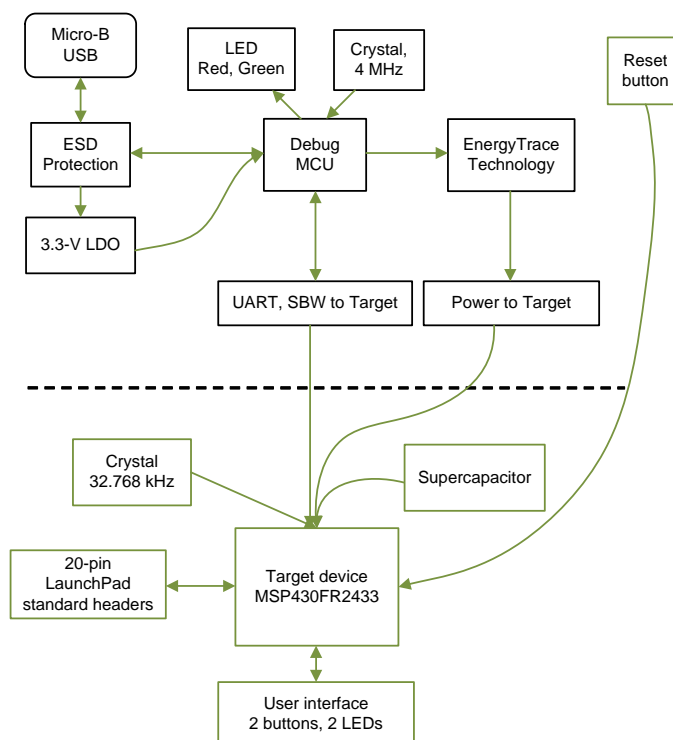 Micro-B
USB
LED
Red, Green
Crystal,
4 MHz
Reset
button
ESD
Protection
Debug
MCU
EnergyTrace
Technology
3.3-V LDO
UART, SBW to Target
Power to Target
Crystal
32.768 kHz
Supercapacitor
20-pin
LaunchPad
standard headers
Target device
MSP430FR2433
User interface
2 buttons, 2 LEDs